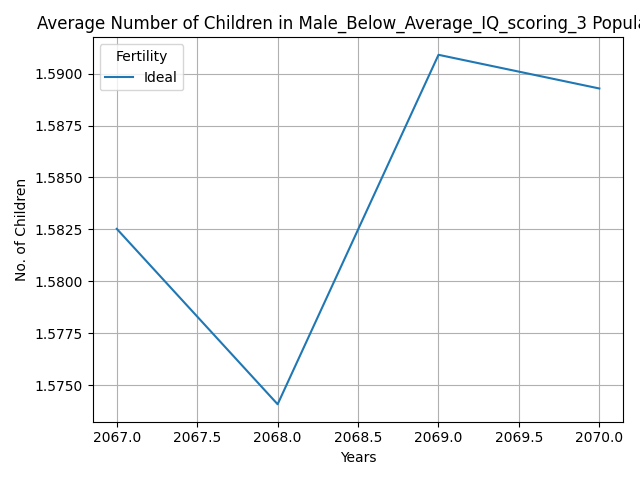 Average Number of Children in Male_Below_Average_IQ_scoring_3 Popula
Fertility
Ideal
1.5900
1.5875
1.5850
1.5825
1.5800
1.5775
1.5750
No. of Children
2067.0 2067.5 2068.0 2068.5 2069.0 2069.5 2070.0
Years